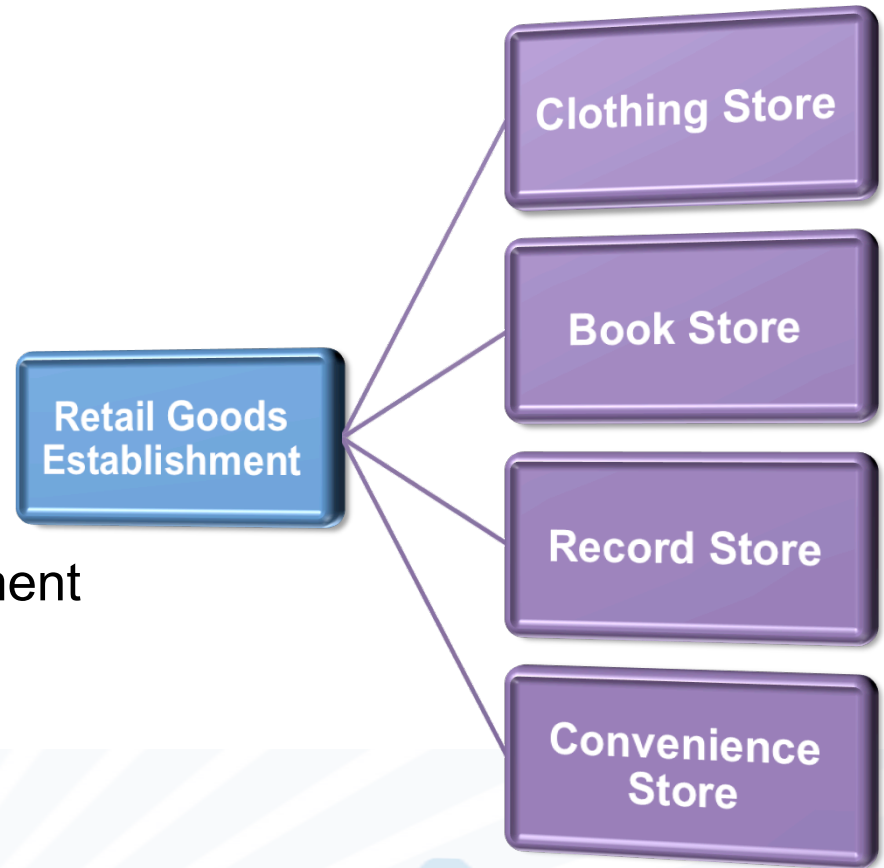 Clothing Store
Book Store
Retail Goods
Establishment
Record Store
Convenience
Store